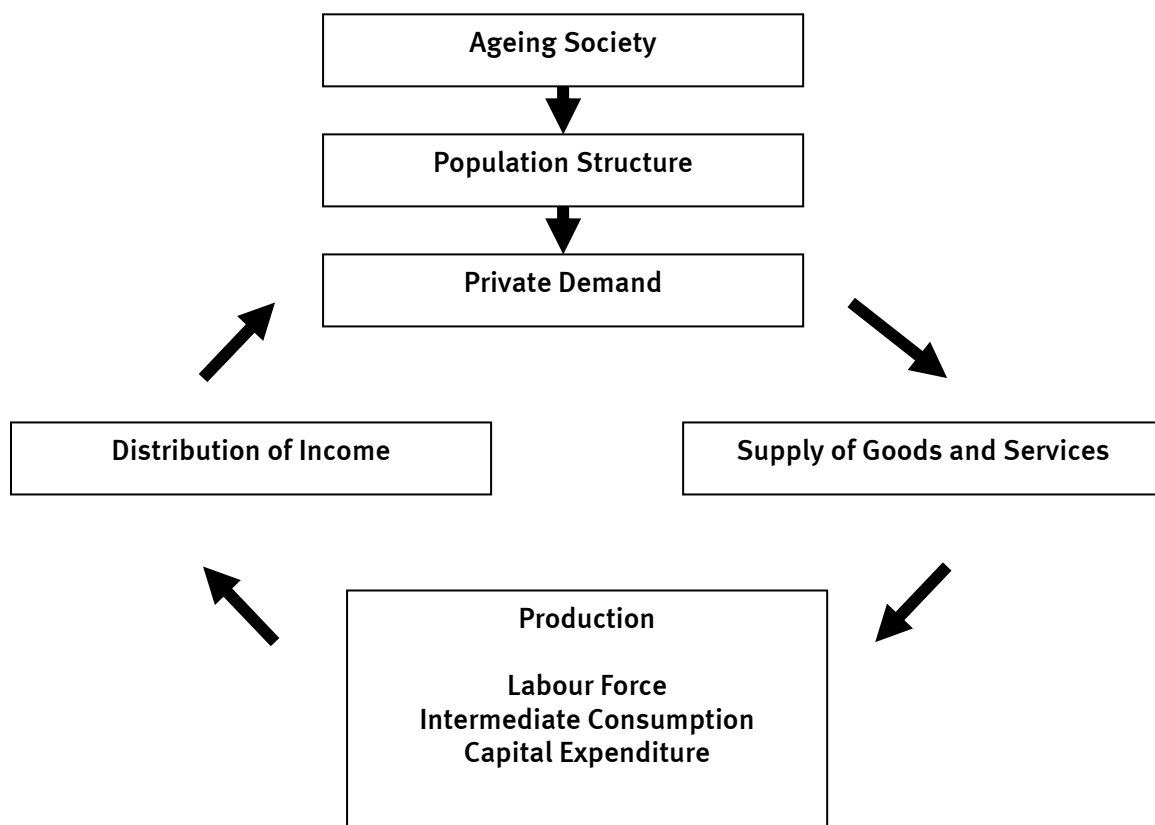 Ageing Society
Population Structure
Private Demand
Distribution of Income
Supply of Goods and Services
Production
Labour Force
Intermediate Consumption
Capital Expenditure